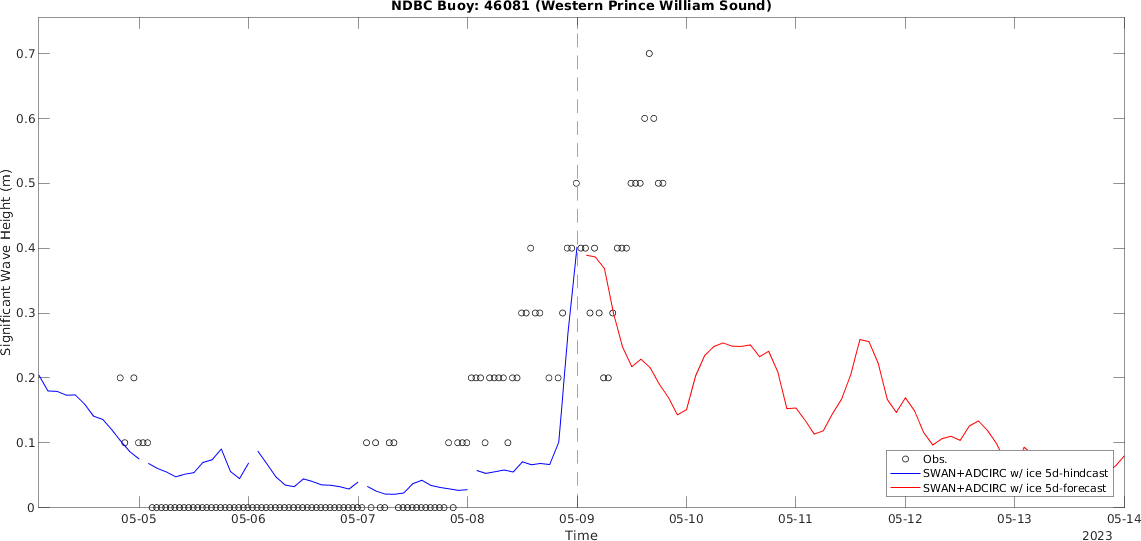 NDBC Buoy: 46081 (Western Prince William Sound)
0.7
0.6
0.5
0.4
0.3
0.2
0.1
0
Significant Wave Height (m)
Obs.
SWAN+ADCIRC w/ ice 5d-hindcast
SWAN+ADCIRC w/ ice 5d-forecast
05-05 05-06 05-07 05-08 05-09 05-10 05-11 05-12 05-13 05-14
Time
2023